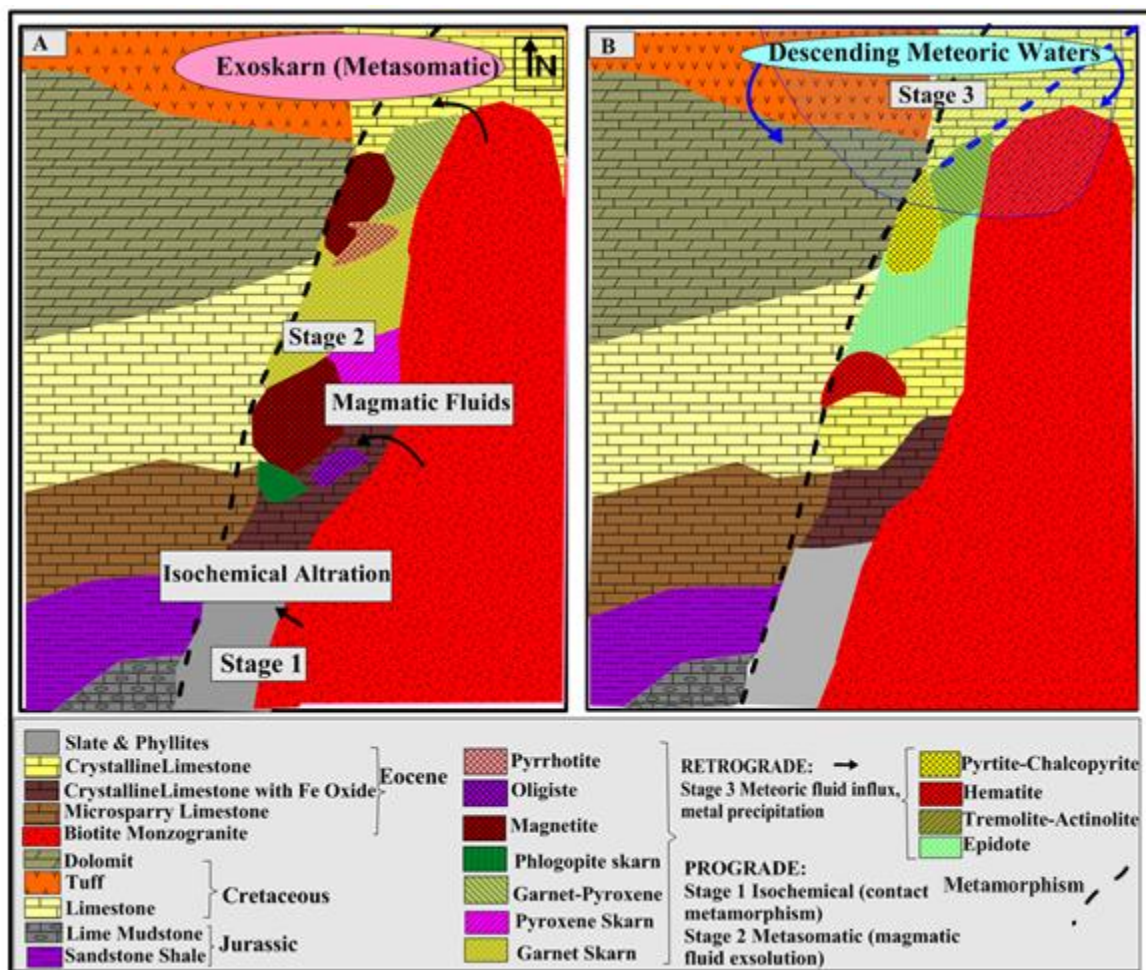 A
Exoskarn (Metasomatic)
N
Stage 2
Magmatic Fluids
Isochemical Altration
Stage 1
B
Descending Meteoric Waters
Stage 3
Slate & Phyllites
CrystallineLimestone
CrystallineLimestone with Fe Oxide
Microsparry Limestone
Biotite Monzogranite
Eocene
Dolomit
Tuff
Limestone
Cretaceous
Lime Mudstone
Sandstone Shale
Jurassic
Pyrrhotite
Oligiste
Magnetite
Phlogopite skarn
Garnet-Pyroxene
Pyroxene Skarn
Garnet Skarn
RETROGRADE:
Stage 3 Meteoric fluid influx,
metal precipitation
PROGRADE:
Stage 1 Isochemical (contact
metamorphism)
Stage 2 Metasomatic (magmatic
fluid exsolution)
Pyrtite-Chalcopyrite
Hematite
Tremolite-Actinolite
Epidote
Metamorphism